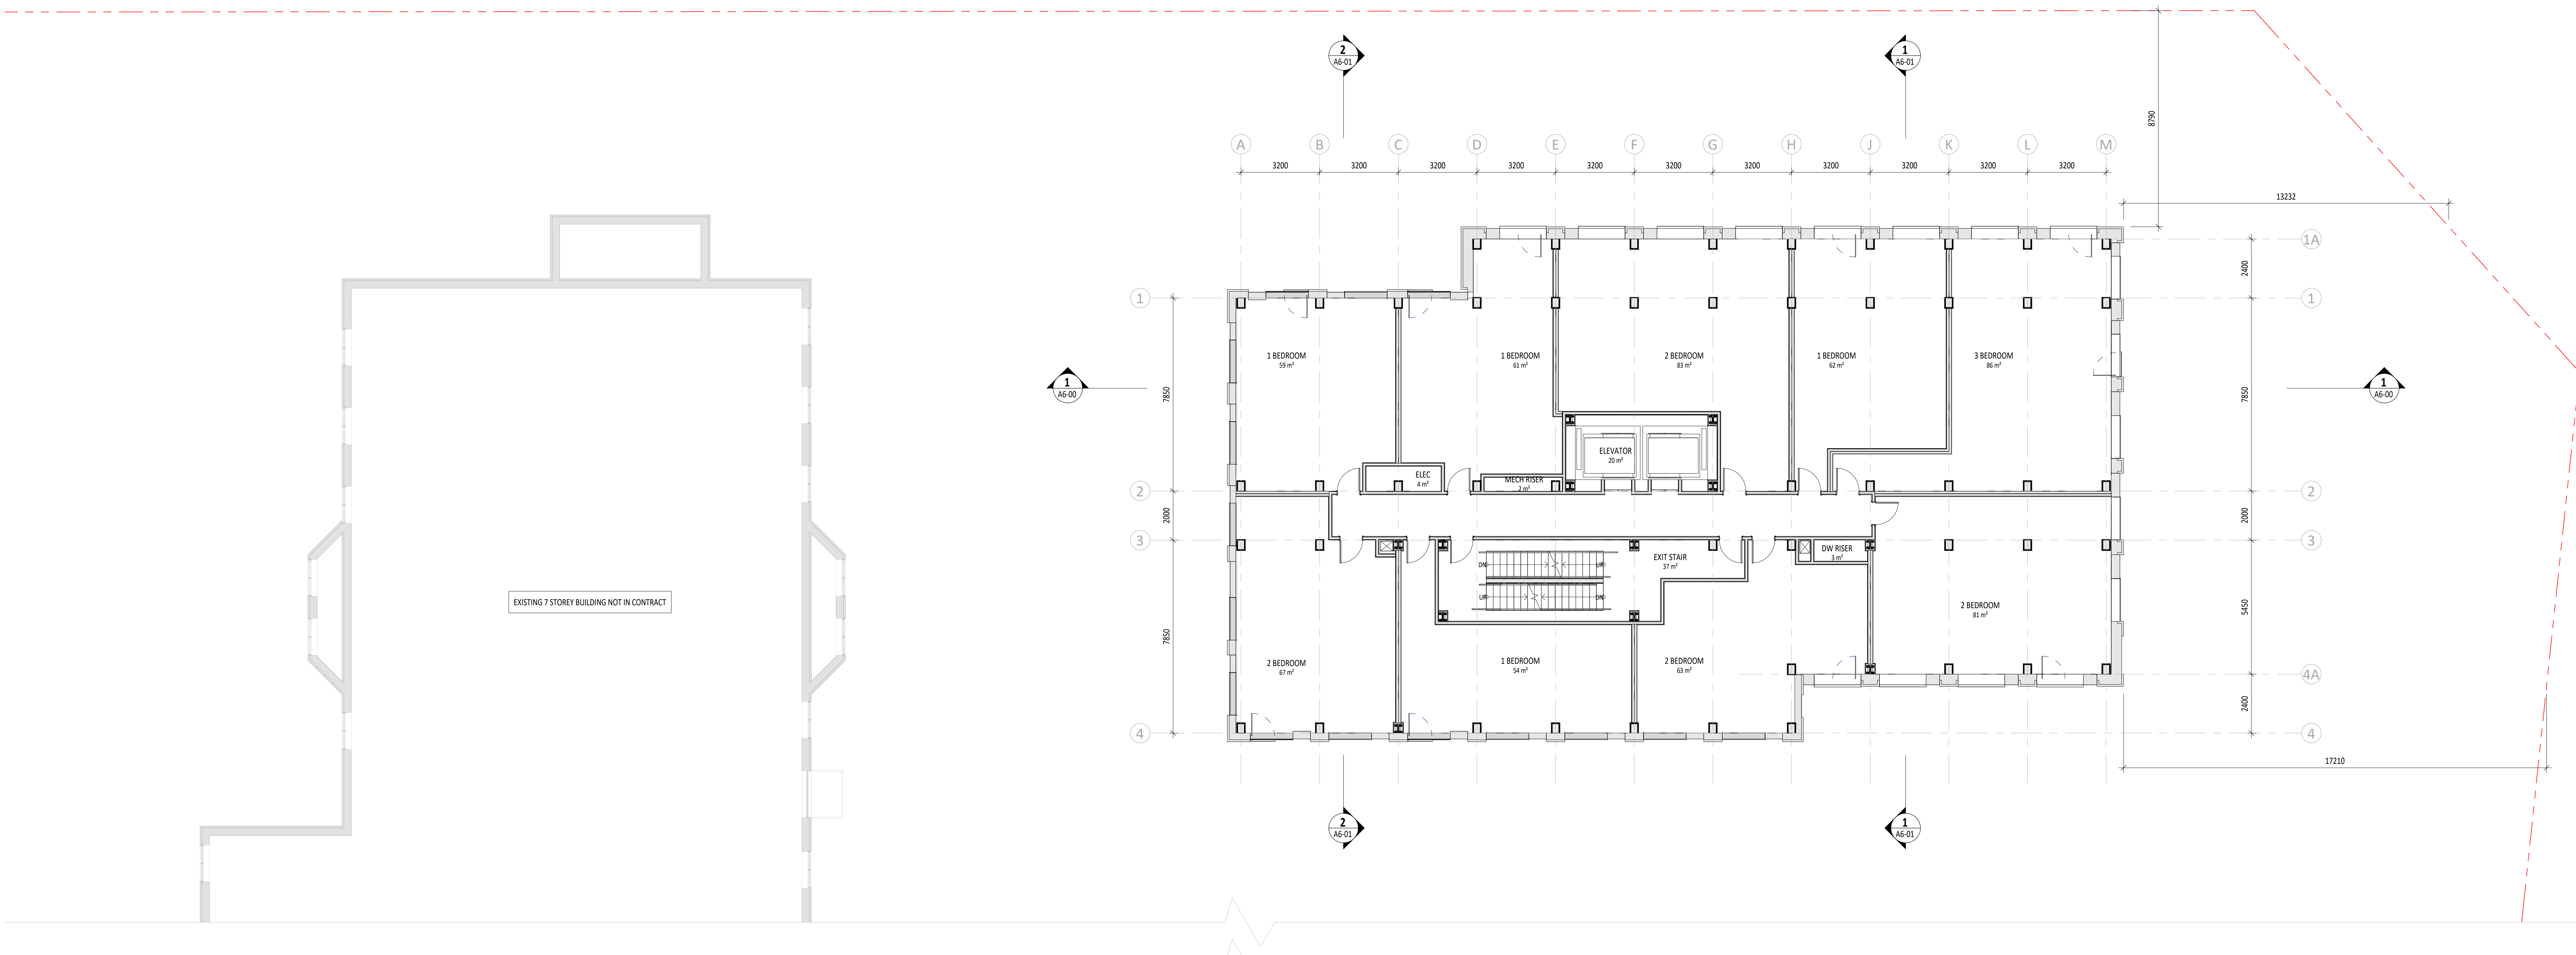 2
A6-01
1
A6-01
8790
A
B
C
D
E
F
G
H
J
K
L
M
3200
3200
3200
3200
3200
3200
3200
3200
3200
3200
3200
13232
1A
2400
1
1
1 BEDROOM
59 m²
1 BEDROOM
61 m²
2 BEDROOM
83 m²
1 BEDROOM
62 m²
3 BEDROOM
86 m²
1
A6-00
7850
7850
1
A6-00
ELEVATOR
20 m²
ELEC
4 m²
MECH RISER
2 m²
2
2
2000
2000
3
3
EXIT STAIR
37 m²
DW RISER
3 m²
DN
UP
UP
DN
EXISTING 7 STOREY BUILDING NOT IN CONTRACT
2 BEDROOM
81 m²
5450
7850
2 BEDROOM
67 m²
1 BEDROOM
54 m²
2 BEDROOM
63 m²
4A
2400
4
4
17210
2
A6-01
1
A6-01